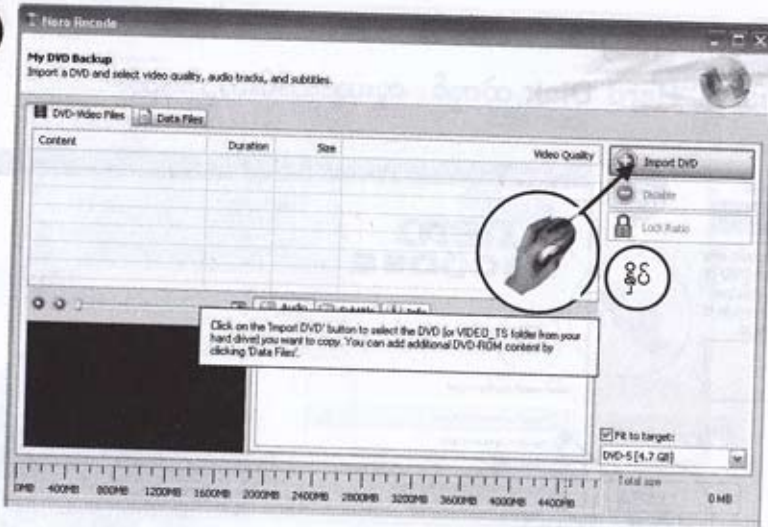 Nero Recode
My DVD Backup
Import a DVD and select video quality, audio tracks, and subtitles.
DVD-Video Files
Data Files
Content
Duration
Size
Video Quality
Import DVD
Disable
Lock Ratio
Audio
Subtitle
Info
Click on the 'Import DVD' button to select the DVD [or VIDEO_TS folder from your
hard drive] you want to copy. You can add additional DVD-ROM content by
clicking 'Data Files'.
Fit to target:
DVD-5 [4.7 GB]
Total size
0MB 400MB 800MB 1200MB 1600MB 2000MB 2400MB 2800MB 3200MB 3600MB 4000MB 4400MB
0 MB